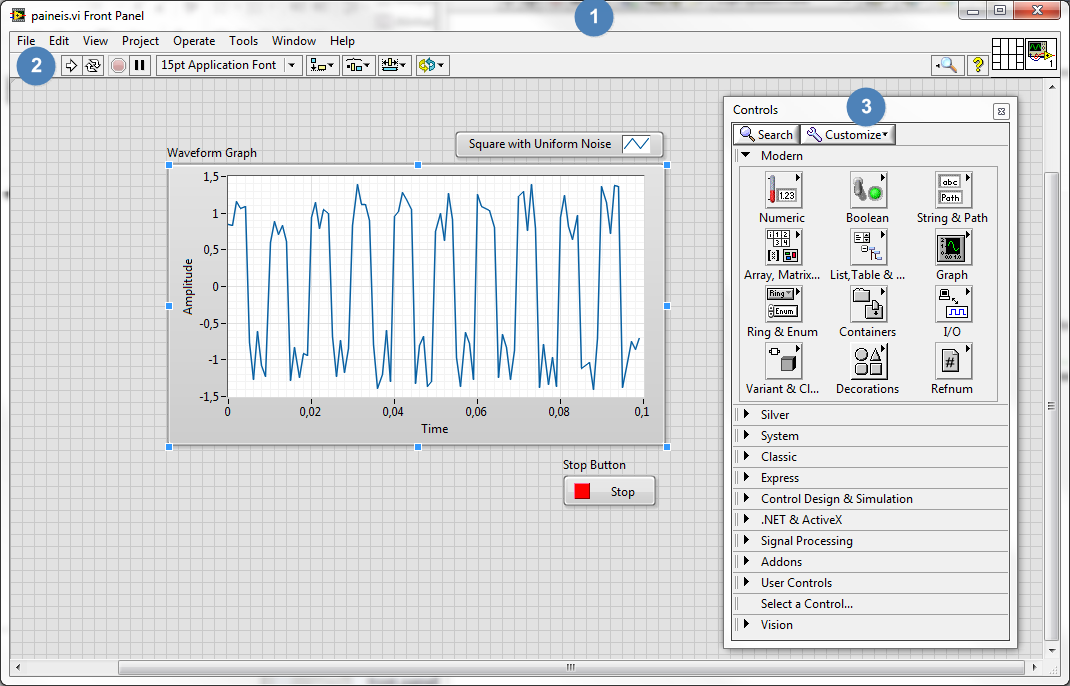 paineis.vi Front Panel
1
File Edit View Project Operate Tools Window Help
2
15pt Application Font
?
1
Controls
3
Search Customize
Modern
1.23
abc
Path
Numeric Boolean String & Path
Array, Matrix... List,Table & ... Graph
Ring
Enum
Ring & Enum Containers I/O
#
Variant & Cl... Decorations Refnum
Silver
System
Classic
Express
Control Design & Simulation
.NET & ActiveX
Signal Processing
Addons
User Controls
Select a Control...
Vision
Waveform Graph
Square with Uniform Noise
Amplitude
1,5
1
0,5
0
-0,5
-1
-1,5
0 0,02 0,04 0,06 0,08 0,1
Time
Stop Button
Stop